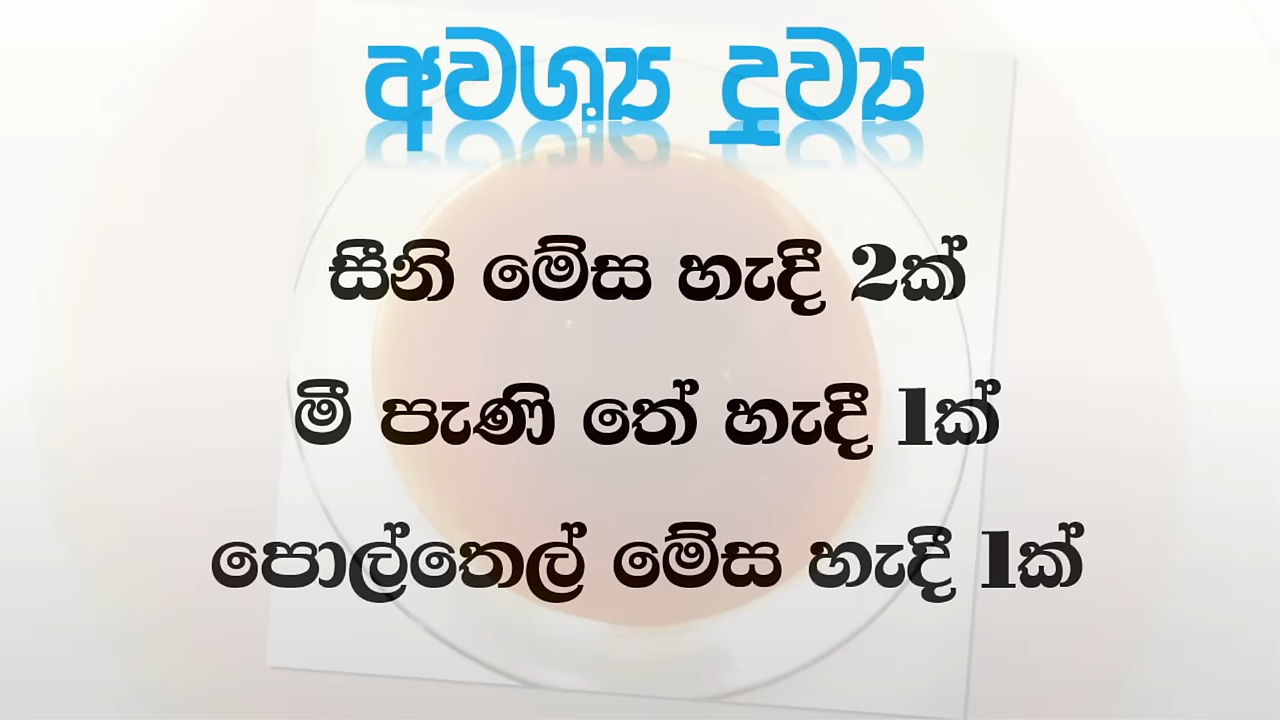 අවශ්‍ය ද්‍රව්‍ය
සීනි මේස හැදී 2ක්
මී පැණි තේ හැදී 1ක්
පොල්තෙල් මේස හැදී 1ක්